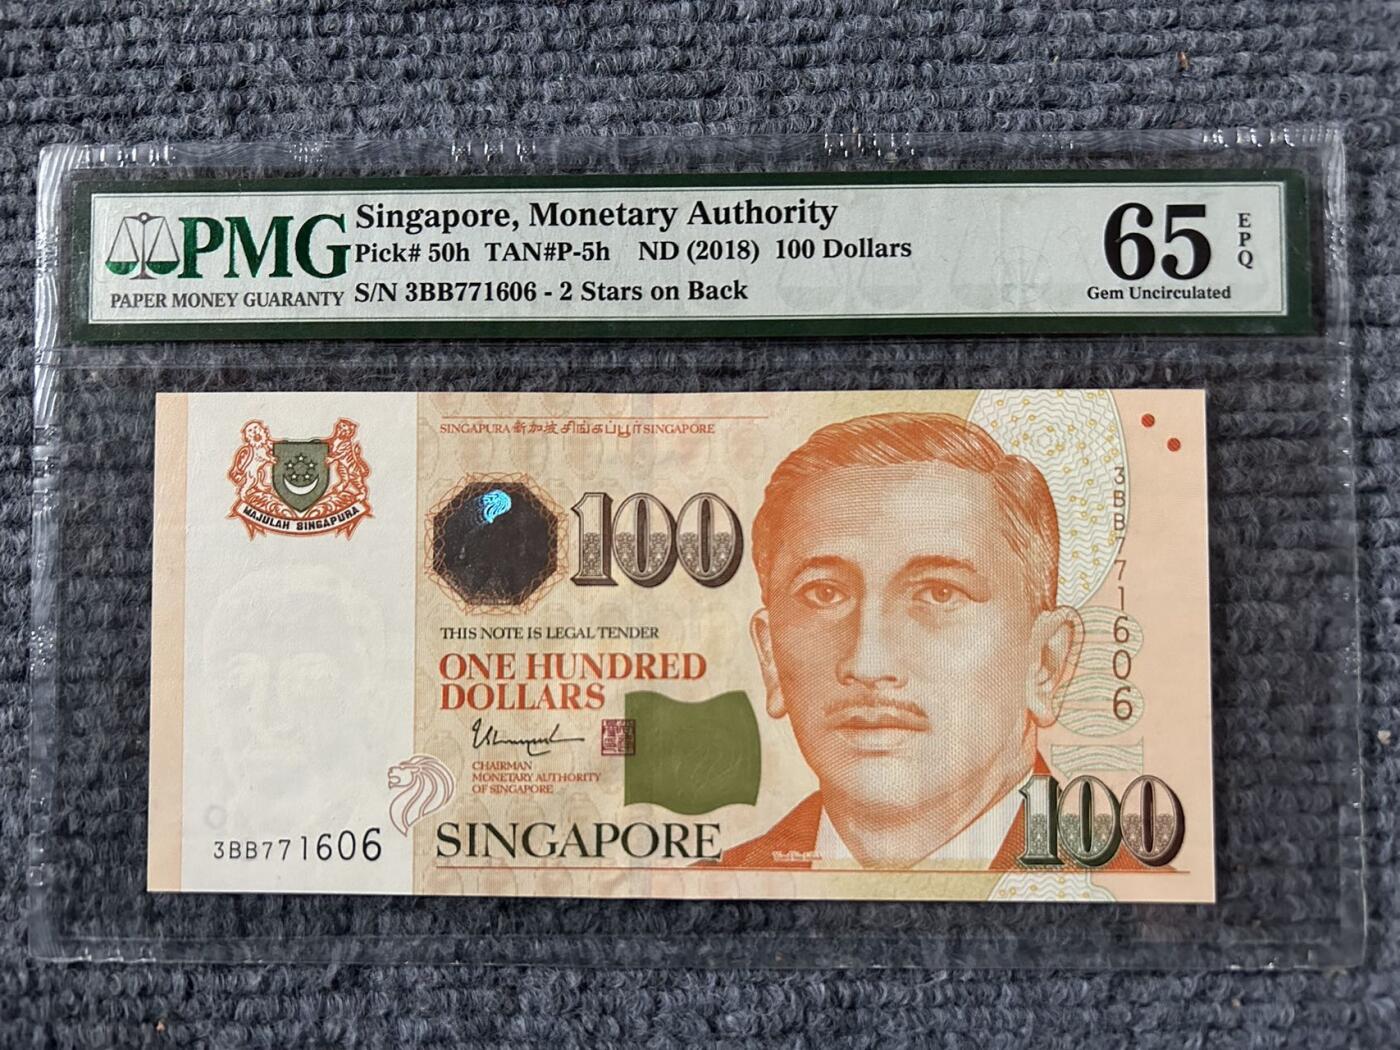 PMG
PAPER MONEY GUARANTY
Singapore, Monetary Authority
Pick# 50h TAN#P-5h ND (2018) 100 Dollars
S/N 3BB771606 - 2 Stars on Back
65
EPQ
Gem Uncirculated
SINGAPURA 新加坡 சிங்கப்பூர் SINGAPORE
MAJULAH SINGAPURA
100
THIS NOTE IS LEGAL TENDER
ONE HUNDRED
DOLLARS
CHAIRMAN
MONETARY AUTHORITY
OF SINGAPORE
SINGAPORE
3BB771606
3BB771606
100